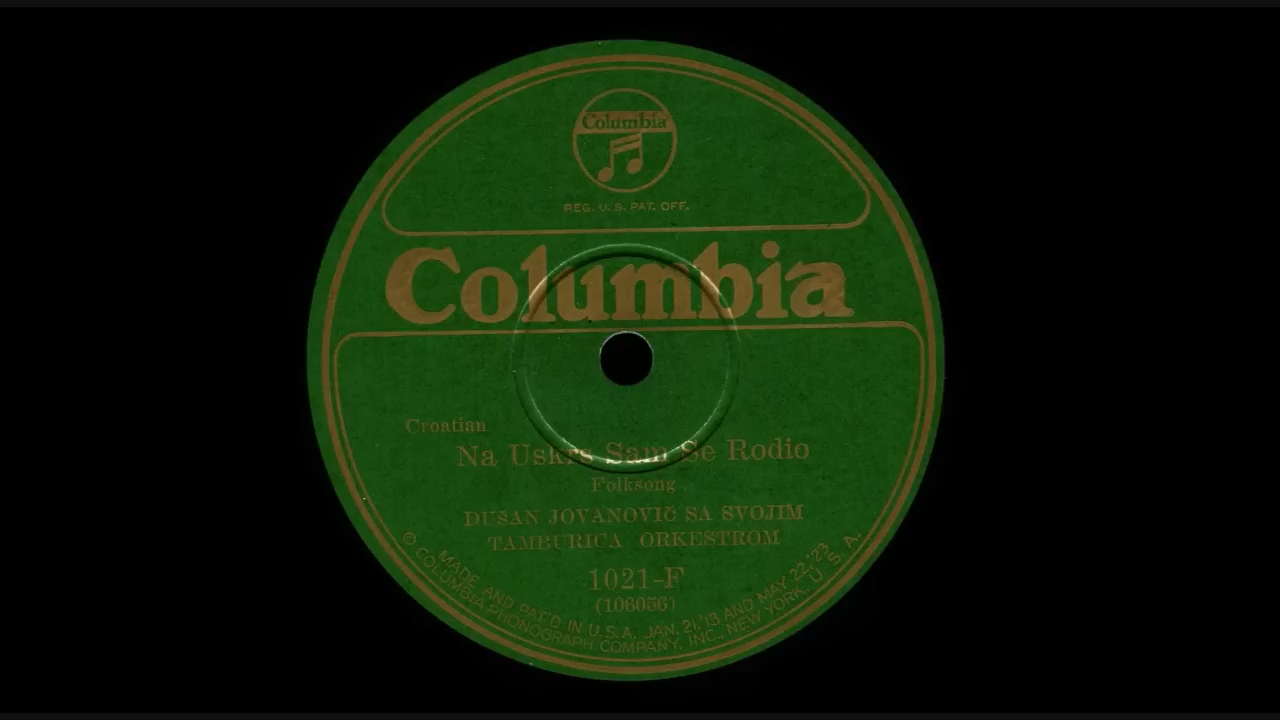 Columbia
REG. U. S. PAT. OFF.
Columbia
Croatian
Na Uskrs Sam Se Rodio
Folksong
DUŠAN JOVANOVIČ SA SVOJIM
TAMBURICA ORKESTROM
1021-F
(106056)
MADE AND PAT'D IN U.S.A. JAN. 21,'13 AND MAY 22,'23
© COLUMBIA PHONOGRAPH COMPANY, INC., NEW YORK, U. S. A.